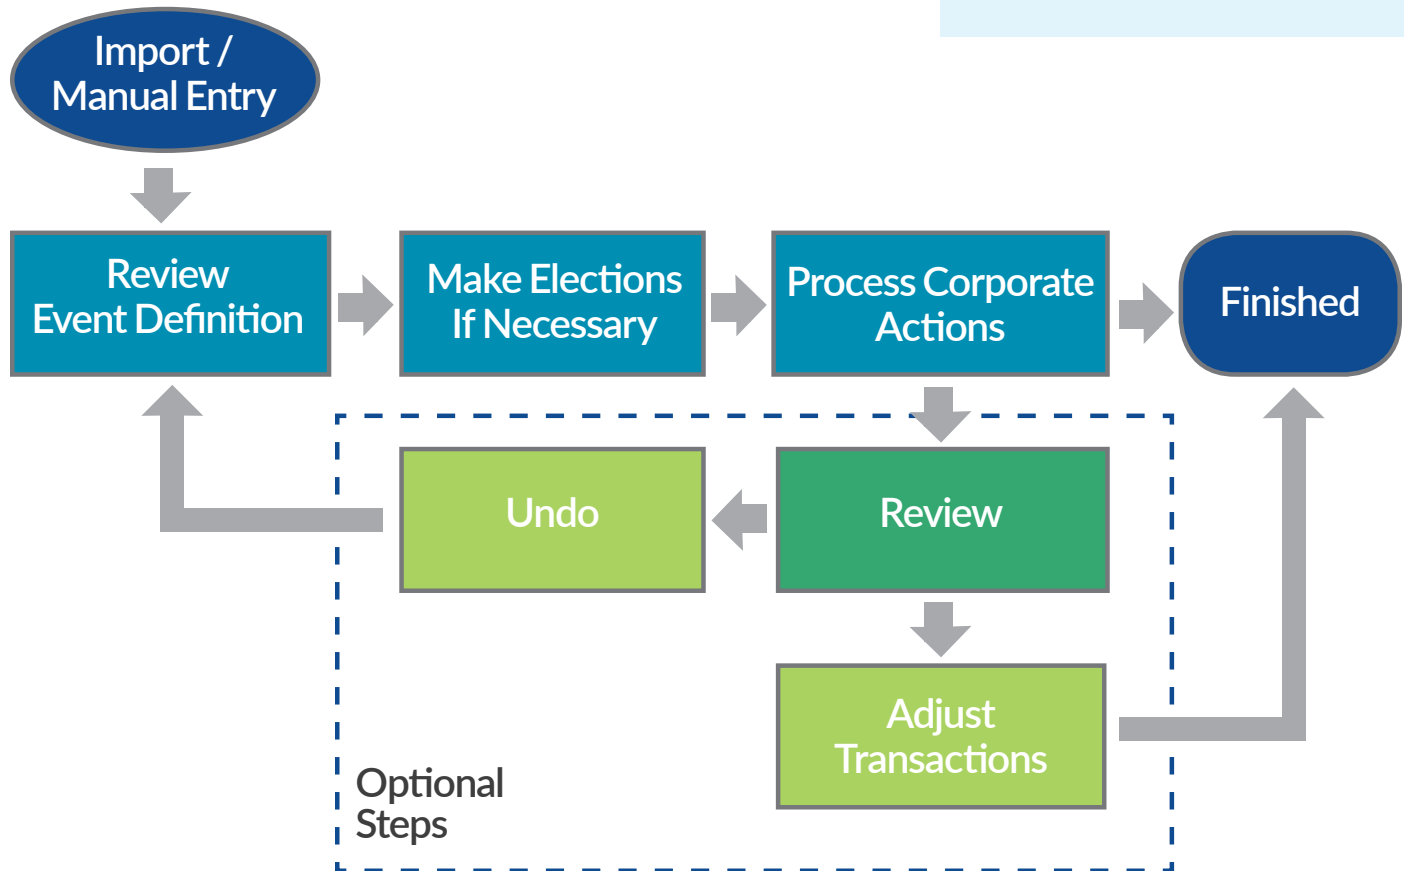 Import /
Manual Entry
Review
Event Definition
Make Elections
If Necessary
Process Corporate
Actions
Finished
Undo
Review
Adjust
Transactions
Optional
Steps